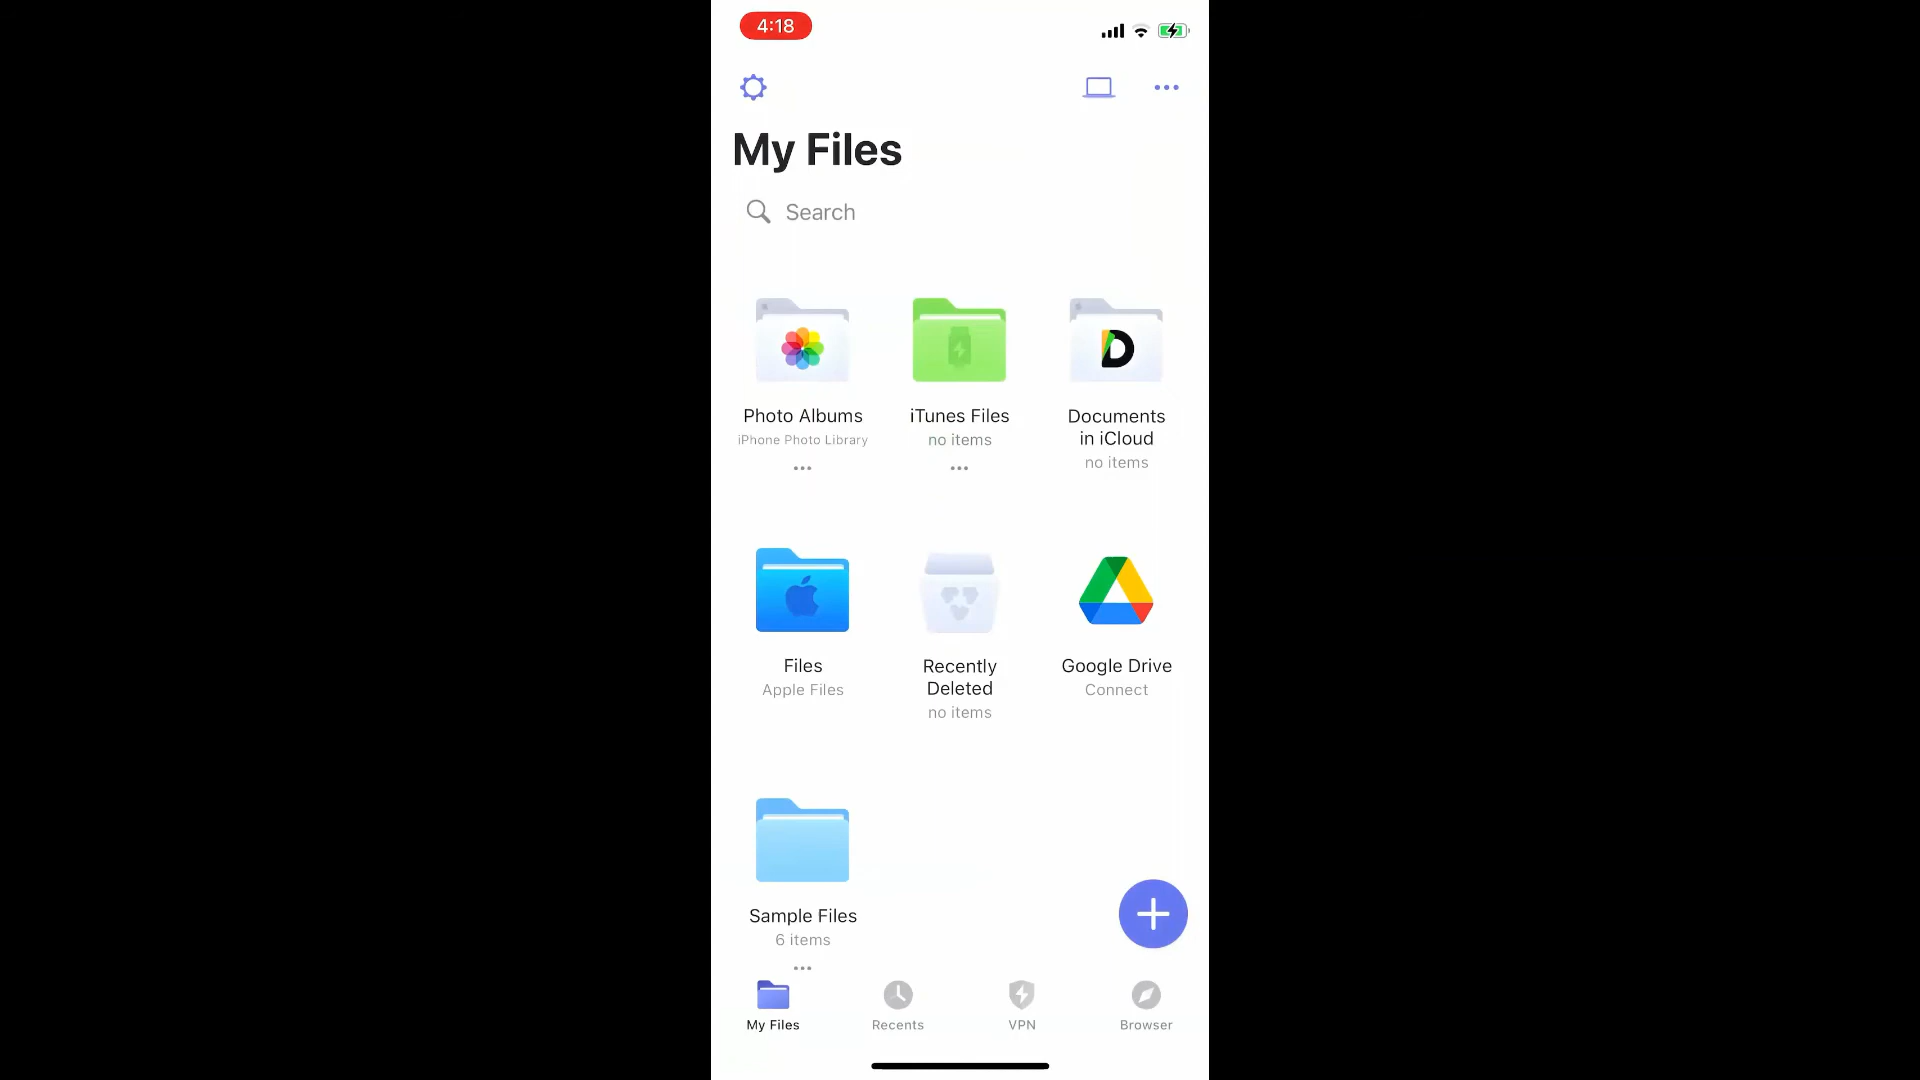 4:18
My Files
Search
Photo Albums
iPhone Photo Library
iTunes Files
no items
Documents
in iCloud
no items
Files
Apple Files
Recently
Deleted
no items
Google Drive
Connect
Sample Files
6 items
My Files
Recents
VPN
Browser